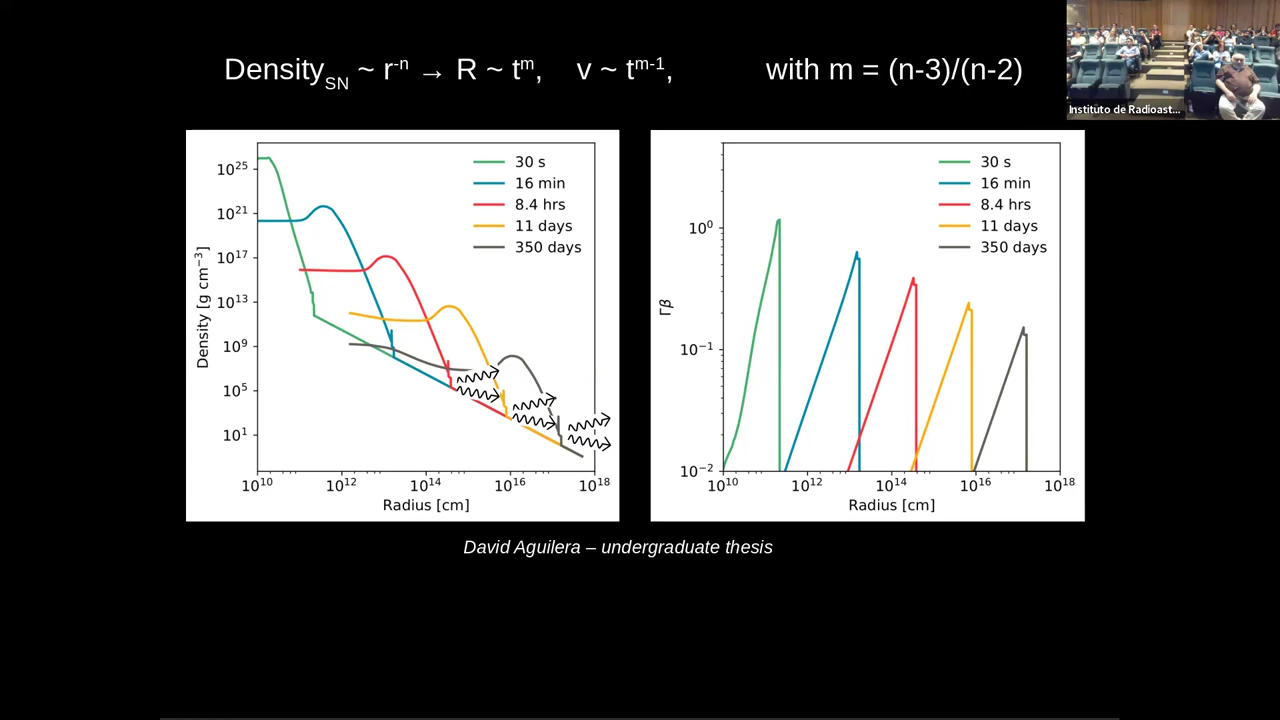 Density_SN ~ r^-n → R ~ t^m, v ~ t^m-1, with m = (n-3)/(n-2)
Instituto de Radioast...
30 s
16 min
8.4 hrs
11 days
350 days
10^25
10^21
10^17
10^13
10^9
10^5
10^1
Density [g cm^-3]
10^10 10^12 10^14 10^16 10^18
Radius [cm]
30 s
16 min
8.4 hrs
11 days
350 days
10^0
10^-1
10^-2
Γβ
10^10 10^12 10^14 10^16 10^18
Radius [cm]
David Aguilera – undergraduate thesis